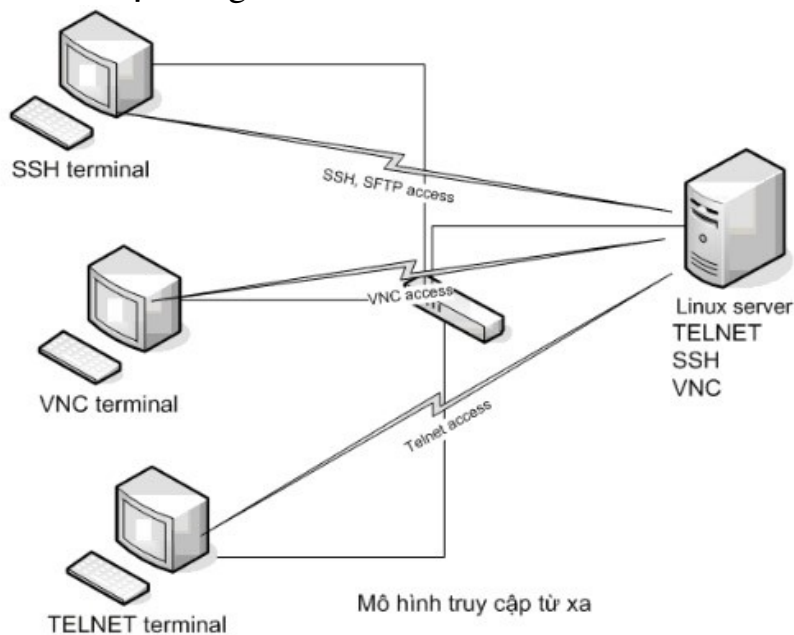 SSH terminal
SSH, SFTP access
VNC access
Linux server
TELNET
SSH
VNC
VNC terminal
Telnet access
Mô hình truy cập từ xa
TELNET terminal